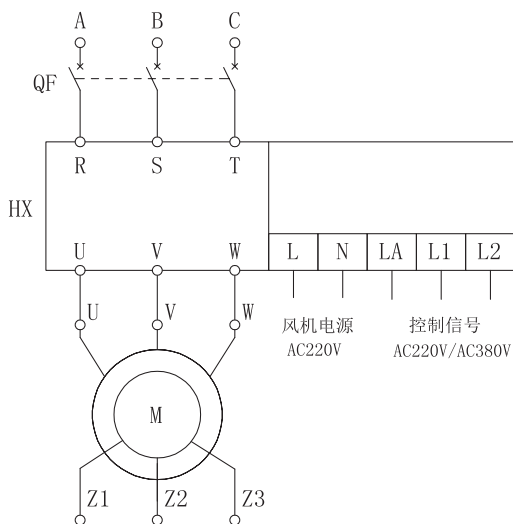 A B C
QF
R S T
HX
U V W
L N LA L1 L2
U V W
风机电源 控制信号
AC220V AC220V/AC380V
M
Z1 Z2 Z3